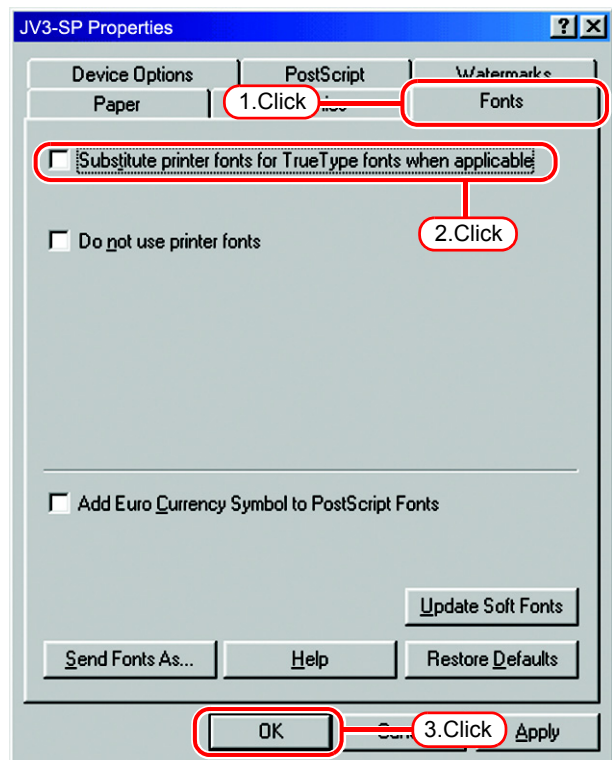 JV3-SP Properties
Device Options PostScript Watermarks
Paper 1.Click Fonts
Substitute printer fonts for TrueType fonts when applicable
2.Click
Do not use printer fonts
Add Euro Currency Symbol to PostScript Fonts
Update Soft Fonts
Send Fonts As... Help Restore Defaults
OK 3.Click Apply